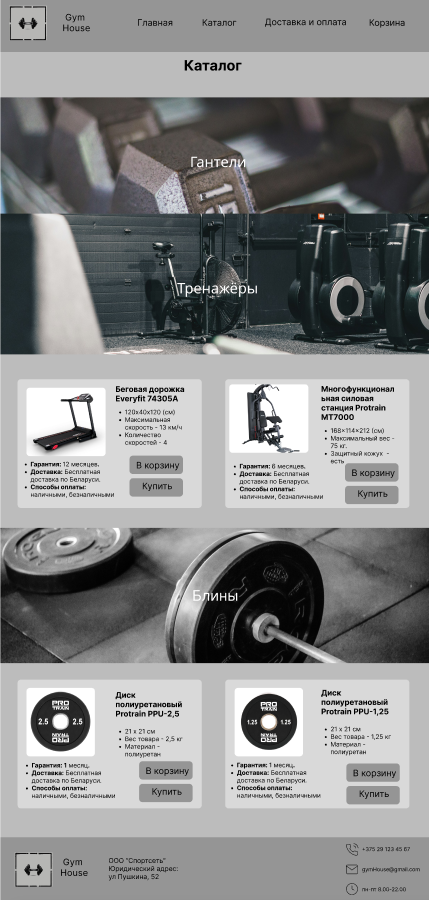 Gym
House
Главная
Каталог
Доставка и оплата
Корзина
Каталог
Гантели
Тренажёры
Беговая дорожка
Everyfit 74305A
120x40x120 (см)
Максимальная
скорость - 13 км/ч
Количество
скоростей - 4
Гарантия: 12 месяцев.
Доставка: Бесплатная
доставка по Беларуси.
Способы оплаты:
наличными, безналичными
В корзину
Купить
Многофункционал
ьная силовая
станция Protrain
MT7000
168×114×212 (см)
Максимальный вес -
75 кг.
Защитный кожух -
есть
Гарантия: 6 месяцев.
Доставка: Бесплатная
доставка по Беларуси.
Способы оплаты:
наличными, безналичными
В корзину
Купить
Блины
PRO
TRAIN
2.5
2.5
PRO
TRAIN
Диск
полиуретановый
Protrain PPU-2,5
21 x 21 см
Вес товара - 2,5 кг
Материал -
полиуретан
Гарантия: 1 месяц.
Доставка: Бесплатная
доставка по Беларуси.
Способы оплаты:
наличными, безналичными
В корзину
Купить
PRO
TRAIN
1.25
1.25
PRO
TRAIN
Диск
полиуретановый
Protrain PPU-1,25
21 x 21 см
Вес товара - 1,25 кг
Материал -
полиуретан
Гарантия: 1 месяц.
Доставка: Бесплатная
доставка по Беларуси.
Способы оплаты:
наличными, безналичными
В корзину
Купить
Gym
House
ООО "Спортсеть"
Юридический адрес:
ул Пушкина, 52
+375 29 123 45 67
gymHouse@gmail.com
пн-пт 8.00-22.00